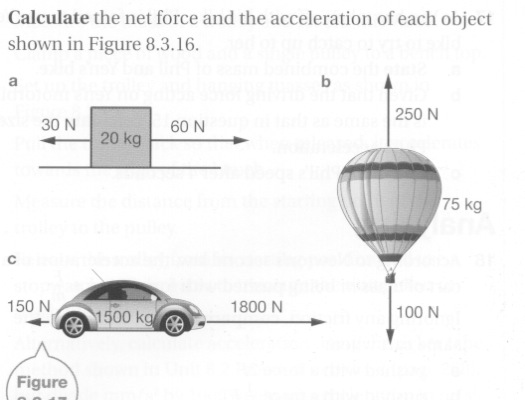 Calculate the net force and the acceleration of each object
shown in Figure 8.3.16.
a
b
30 N
20 kg
60 N
250 N
75 kg
c
150 N
1500 kg
1800 N
100 N
Figure